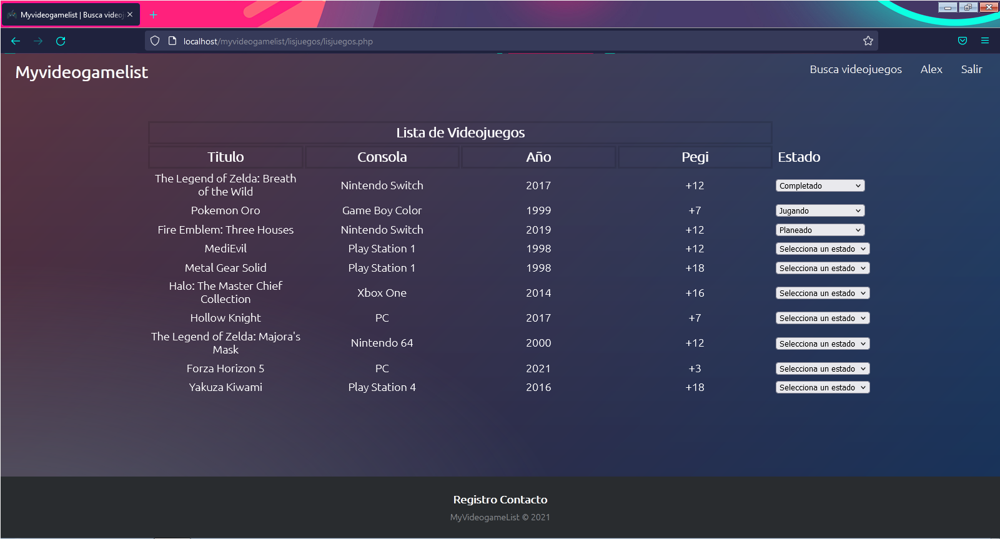 Myvideogamelist | Busca videoj
localhost/myvideogamelist/lisjuegos/lisjuegos.php
Myvideogamelist
Busca videojuegos Alex Salir
Lista de Videojuegos
Titulo Consola Año Pegi Estado
The Legend of Zelda: Breath
of the Wild
Nintendo Switch 2017 +12 Completado
Pokemon Oro Game Boy Color 1999 +7 Jugando
Fire Emblem: Three Houses Nintendo Switch 2019 +12 Planeado
MediEvil Play Station 1 1998 +12 Selecciona un estado
Metal Gear Solid Play Station 1 1998 +18 Selecciona un estado
Halo: The Master Chief
Collection
Xbox One 2014 +16 Selecciona un estado
Hollow Knight PC 2017 +7 Selecciona un estado
The Legend of Zelda: Majora's
Mask
Nintendo 64 2000 +12 Selecciona un estado
Forza Horizon 5 PC 2021 +3 Selecciona un estado
Yakuza Kiwami Play Station 4 2016 +18 Selecciona un estado
Registro Contacto
MyVideogameList © 2021